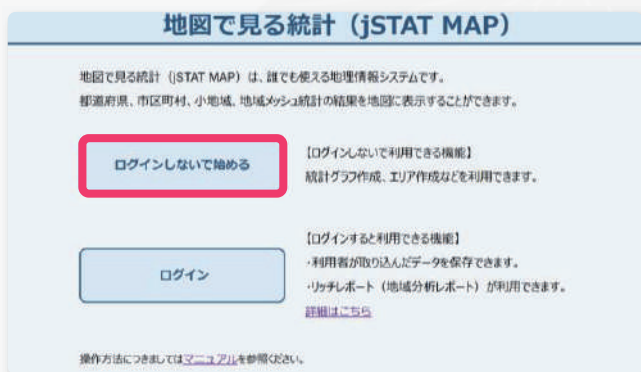 地図で見る統計（jSTAT MAP）
地図で見る統計（jSTAT MAP）は、誰でも使える地理情報システムです。
都道府県、市区町村、小地域、地域メッシュ統計の結果を地図に表示することができます。
ログインしないで始める
【ログインしないで利用できる機能】
統計グラフ作成、エリア作成などを利用できます。
ログイン
【ログインすると利用できる機能】
・利用者が取り込んだデータを保存できます。
・リッチレポート（地域分析レポート）が利用できます。
詳細はこちら
操作方法につきましてはマニュアルを参照ください。